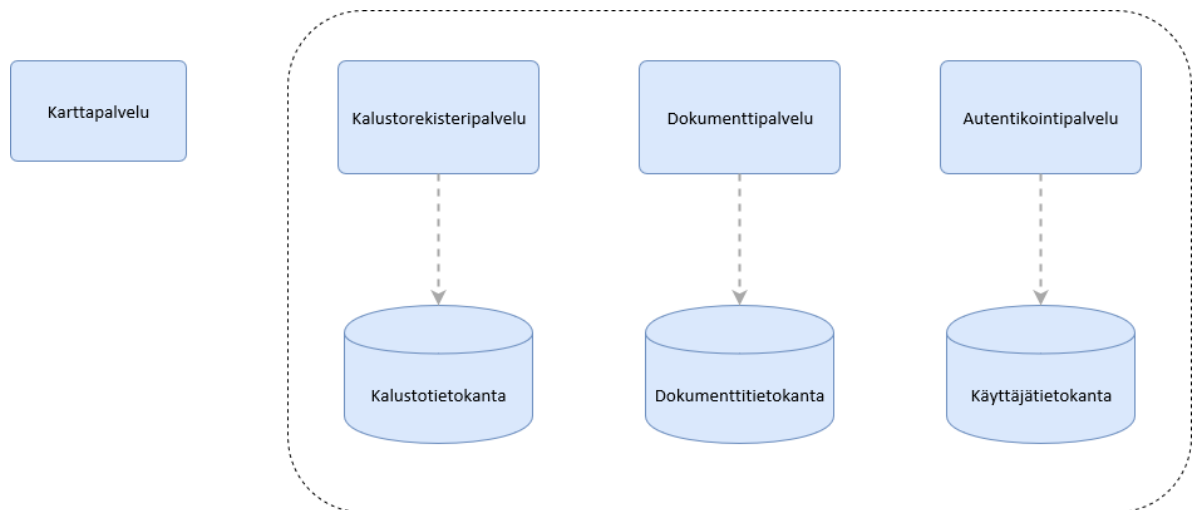 Karttapalvelu
Kalustorekisteripalvelu
Dokumenttipalvelu
Autentikointipalvelu
Kalustotietokanta
Dokumenttitietokanta
Käyttäjätietokanta